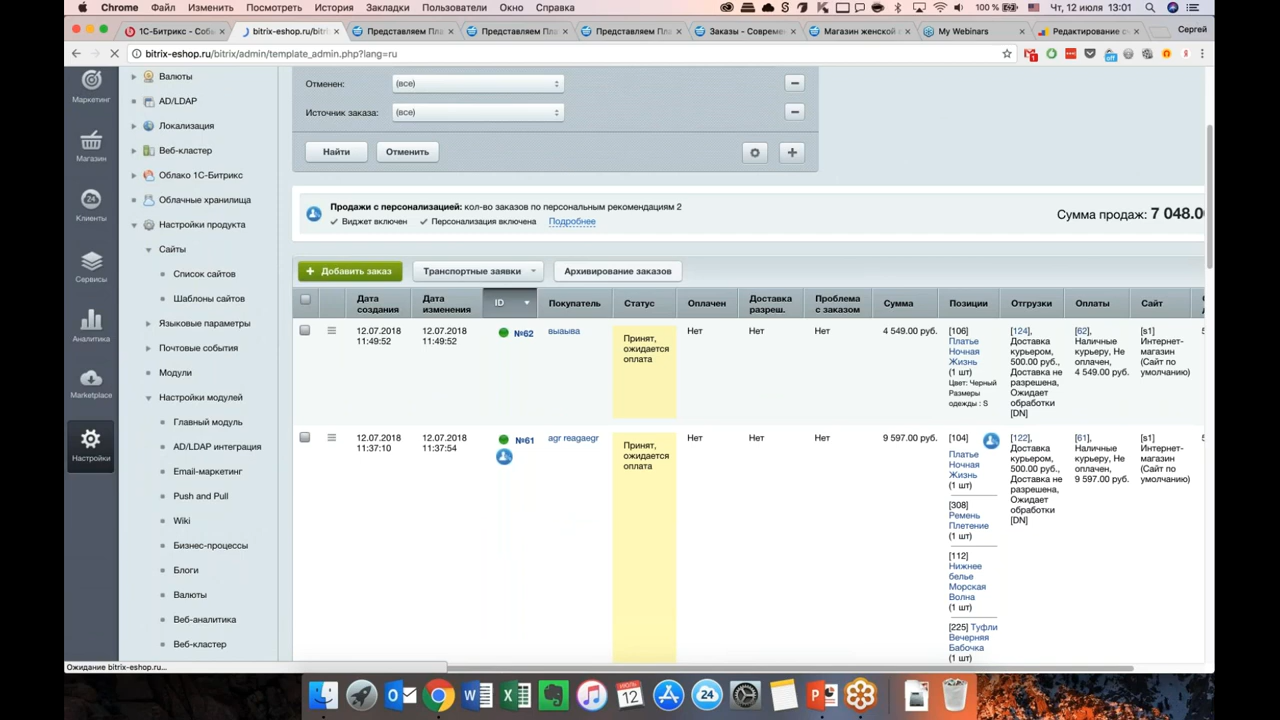 Chrome Файл Изменить Посмотреть История Закладки Пользователи Окно Справка 100 % Чт, 12 июля 13:01
1С-Битрикс - Соб bitrix-eshop.ru/bitrix Представляем Пла Представляем Пла Представляем Пла Заказы - Современ Магазин женской My Webinars Редактирование сч Сергей
bitrix-eshop.ru/bitrix/admin/template_admin.php?lang=ru
Маркетинг
Магазин
24
Клиенты
Сервисы
Аналитика
Marketplace
Настройки
Валюты
AD/LDAP
Локализация
Веб-кластер
Облако 1С-Битрикс
Облачные хранилища
Настройки продукта
Сайты
Список сайтов
Шаблоны сайтов
Языковые параметры
Почтовые события
Модули
Настройки модулей
Главный модуль
AD/LDAP интеграция
Email-маркетинг
Push and Pull
Wiki
Бизнес-процессы
Блоги
Валюты
Веб-аналитика
Веб-кластер
Отменен: (все)
Источник заказа: (все)
Найти Отменить
Продажи с персонализацией: кол-во заказов по персональным рекомендациям 2
Виджет включен Персонализация включена Подробнее
Сумма продаж: 7 048.0
+ Добавить заказ Транспортные заявки Архивирование заказов
Дата создания Дата изменения ID Покупатель Статус Оплачен Доставка разреш. Проблема с заказом Сумма Позиции Отгрузки Оплаты Сайт
12.07.2018
11:49:52
12.07.2018
11:49:52
№62
выаыва
Принят,
ожидается
оплата
Нет
Нет
Нет
4 549.00 руб.
[106]
Платье
Ночная
Жизнь
(1 шт)
Цвет: Черный
Размеры
одежды : S
[124],
Доставка
курьером,
500.00 руб.,
Доставка не
разрешена,
Ожидает
обработки
[DN]
[62],
Наличные
курьеру, Не
оплачен,
4 549.00 руб.
[s1]
Интернет-
магазин
(Сайт по
умолчанию)
12.07.2018
11:37:10
12.07.2018
11:37:54
№61
agr reagaegr
Принят,
ожидается
оплата
Нет
Нет
Нет
9 597.00 руб.
[104]
Платье
Ночная
Жизнь
(1 шт)
[308]
Ремень
Плетение
(1 шт)
[112]
Нижнее
белье
Морская
Волна
(1 шт)
[225] Туфли
Вечерняя
Бабочка
(1 шт)
[122],
Доставка
курьером,
500.00 руб.,
Доставка не
разрешена,
Ожидает
обработки
[DN]
[61],
Наличные
курьеру, Не
оплачен,
9 597.00 руб.
[s1]
Интернет-
магазин
(Сайт по
умолчанию)
Ожидание bitrix-eshop.ru...
ИЮЛЬ
12
24